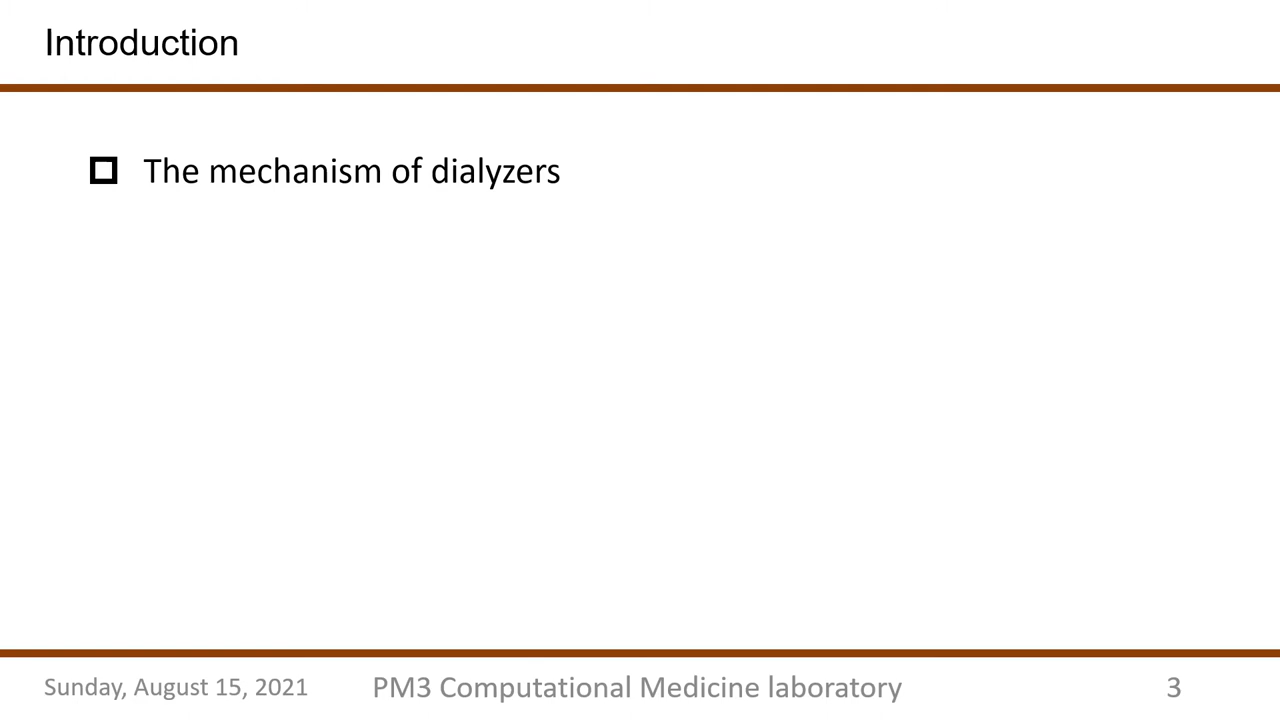 Introduction
The mechanism of dialyzers
Sunday, August 15, 2021
PM3 Computational Medicine laboratory
3